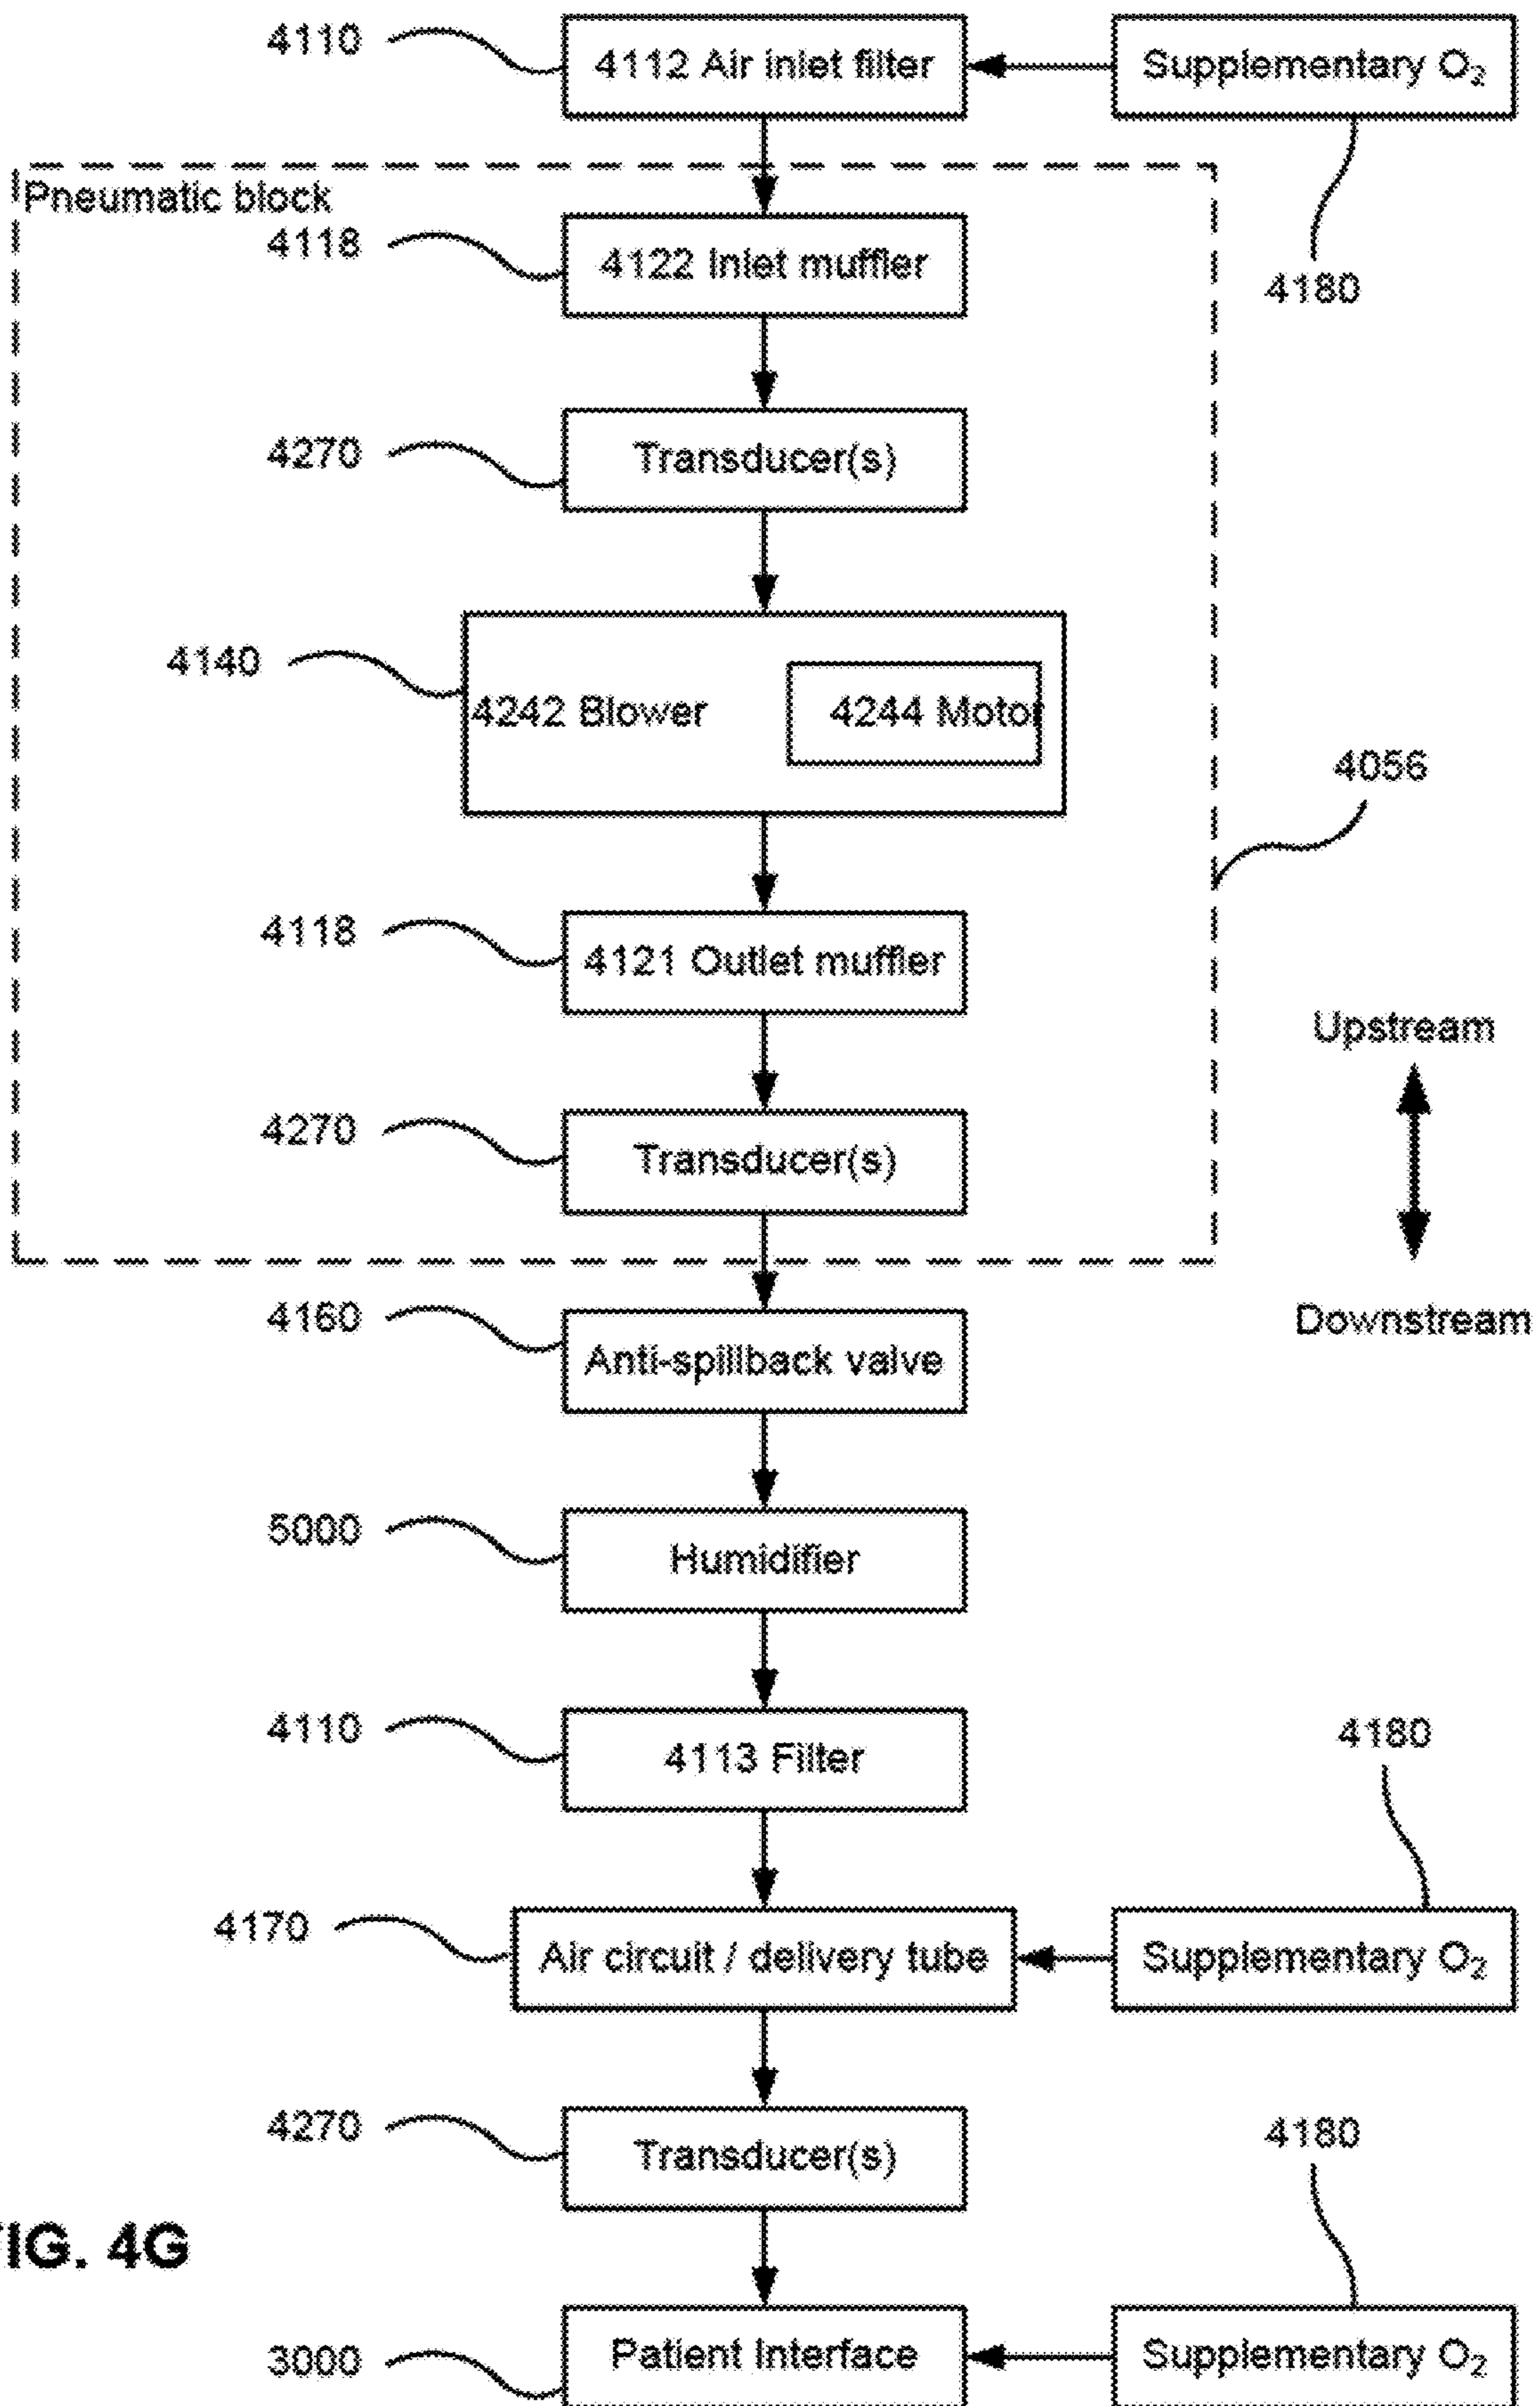 4110
4112 Air inlet filter
Supplementary O₂
Pneumatic block
4118
4122 Inlet muffler
4180
4270
Transducer(s)
4140
4242 Blower
4244 Motor
4056
4118
4121 Outlet muffler
Upstream
4270
Transducer(s)
4160
Anti-spillback valve
Downstream
5000
Humidifier
4110
4113 Filter
4180
4170
Air circuit / delivery tube
Supplementary O₂
4270
Transducer(s)
4180
IG. 4G
3000
Patient Interface
Supplementary O₂